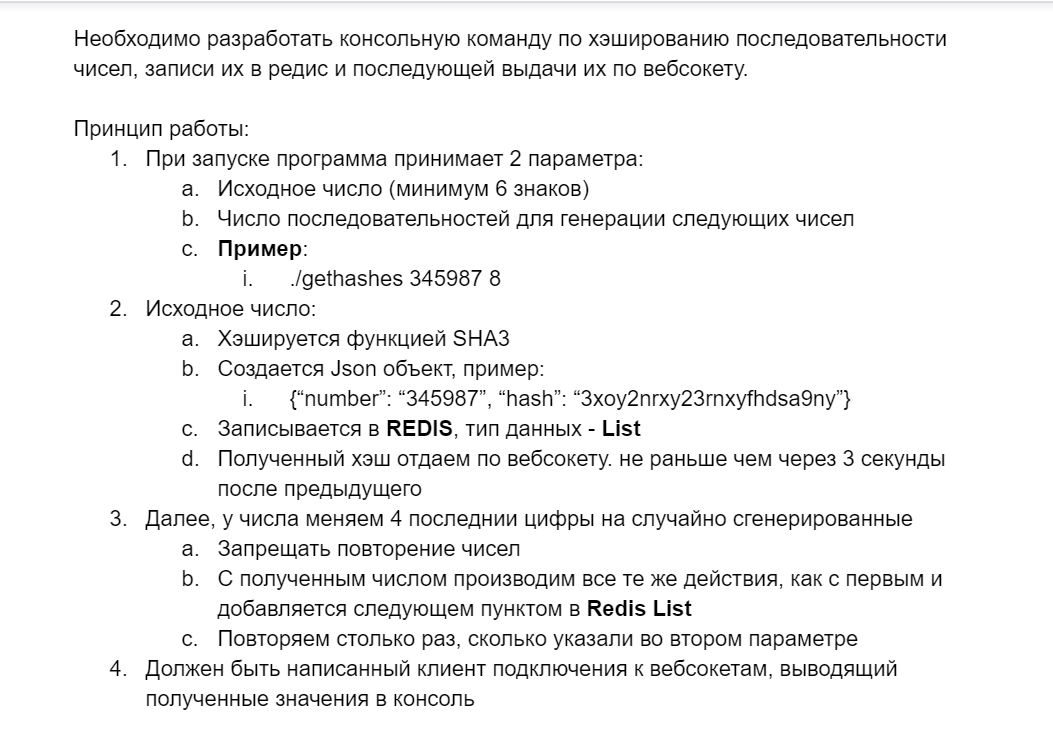 Необходимо разработать консольную команду по хэшированию последовательности
чисел, записи их в редис и последующей выдачи их по вебсокету.
Принцип работы:
1. При запуске программа принимает 2 параметра:
a. Исходное число (минимум 6 знаков)
b. Число последовательностей для генерации следующих чисел
c. Пример:
i. ./gethashes 345987 8
2. Исходное число:
a. Хэшируется функцией SHA3
b. Создается Json объект, пример:
i. {“number”: “345987”, “hash”: “3xoy2nrxy23rnxyfhdsa9ny”}
c. Записывается в REDIS, тип данных - List
d. Полученный хэш отдаем по вебсокету. не раньше чем через 3 секунды
после предыдущего
3. Далее, у числа меняем 4 последнии цифры на случайно сгенерированные
a. Запрещать повторение чисел
b. С полученным числом производим все те же действия, как с первым и
добавляется следующем пунктом в Redis List
c. Повторяем столько раз, сколько указали во втором параметре
4. Должен быть написанный клиент подключения к вебсокетам, выводящий
полученные значения в консоль